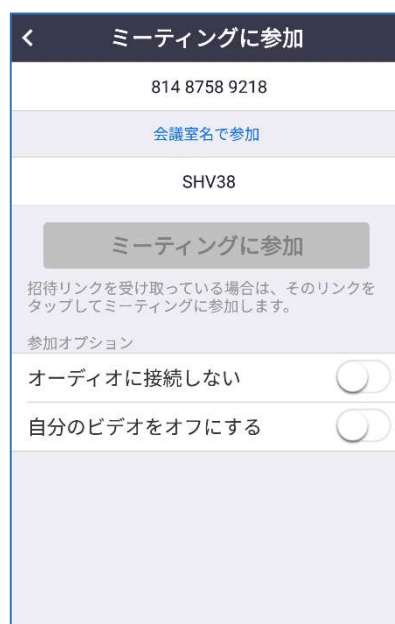 ミーティングに参加
814 8758 9218
会議室名で参加
SHV38
ミーティングに参加
招待リンクを受け取っている場合は、そのリンクを
タップしてミーティングに参加します。
参加オプション
オーディオに接続しない
自分のビデオをオフにする